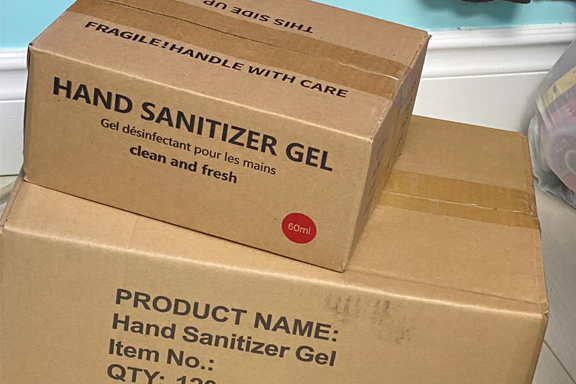 THIS SIDE UP
FRAGILE!HANDLE WITH CARE
HAND SANITIZER GEL
Gel désinfectant pour les mains
clean and fresh
60ml
PRODUCT NAME:
Hand Sanitizer Gel
Item No.:
QTY: